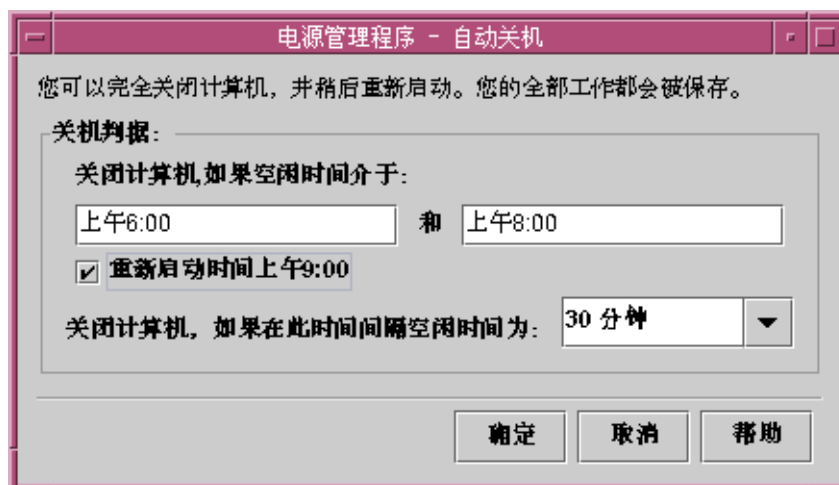 电源管理程序 - 自动关机
您可以完全关闭计算机，并稍后重新启动。您的全部工作都会被保存。
关机判据:
关闭计算机,如果空闲时间介于:
上午6:00 和 上午8:00
重新启动时间上午9:00
关闭计算机，如果在此时间间隔空闲时间为: 30 分钟
确定 取消 帮助